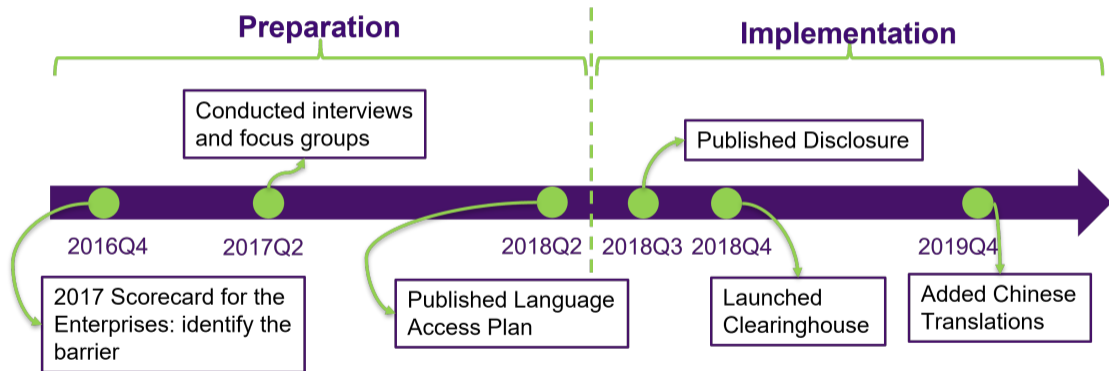 Preparation
Implementation
Conducted interviews
and focus groups
Published Disclosure
2016Q4
2017Q2
2018Q2
2018Q3
2018Q4
2019Q4
2017 Scorecard for the
Enterprises: identify the
barrier
Published Language
Access Plan
Launched
Clearinghouse
Added Chinese
Translations